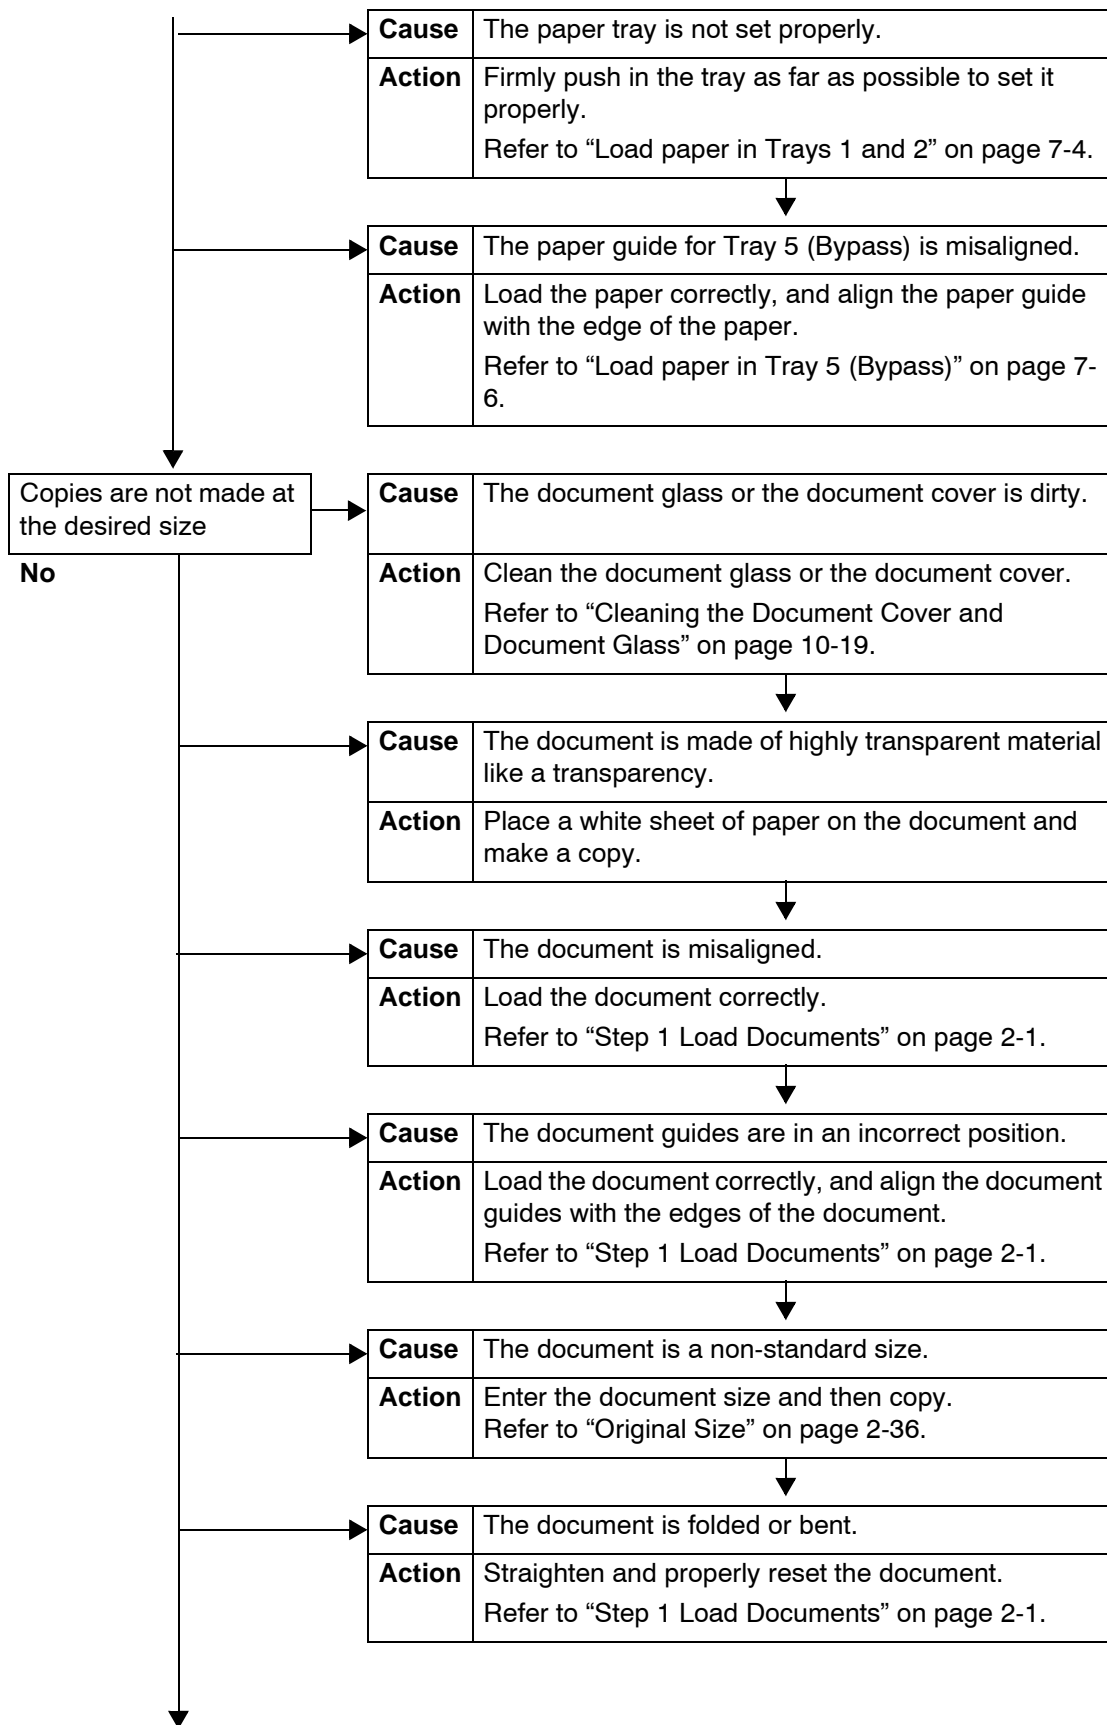 Cause The paper tray is not set properly.
Action Firmly push in the tray as far as possible to set it
properly.
Refer to “Load paper in Trays 1 and 2” on page 7-4.
Cause The paper guide for Tray 5 (Bypass) is misaligned.
Action Load the paper correctly, and align the paper guide
with the edge of the paper.
Refer to “Load paper in Tray 5 (Bypass)” on page 7-
6.
Copies are not made at
the desired size
No
Cause The document glass or the document cover is dirty.
Action Clean the document glass or the document cover.
Refer to “Cleaning the Document Cover and
Document Glass” on page 10-19.
Cause The document is made of highly transparent material
like a transparency.
Action Place a white sheet of paper on the document and
make a copy.
Cause The document is misaligned.
Action Load the document correctly.
Refer to “Step 1 Load Documents” on page 2-1.
Cause The document guides are in an incorrect position.
Action Load the document correctly, and align the document
guides with the edges of the document.
Refer to “Step 1 Load Documents” on page 2-1.
Cause The document is a non-standard size.
Action Enter the document size and then copy.
Refer to “Original Size” on page 2-36.
Cause The document is folded or bent.
Action Straighten and properly reset the document.
Refer to “Step 1 Load Documents” on page 2-1.